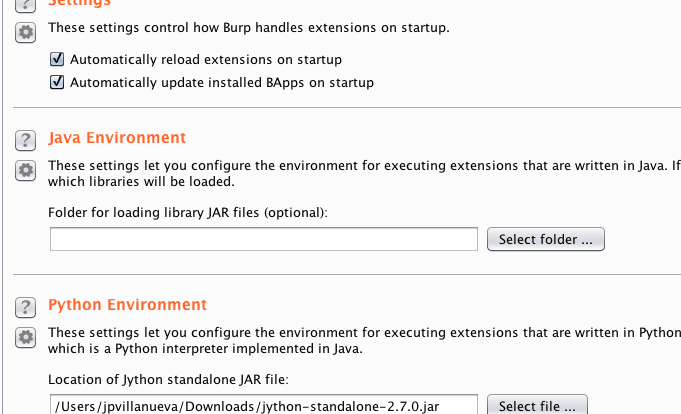 Settings
? These settings control how Burp handles extensions on startup.
Automatically reload extensions on startup
Automatically update installed BApps on startup
? Java Environment
These settings let you configure the environment for executing extensions that are written in Java. If
which libraries will be loaded.
Folder for loading library JAR files (optional):
Select folder ...
? Python Environment
These settings let you configure the environment for executing extensions that are written in Python
which is a Python interpreter implemented in Java.
Location of Jython standalone JAR file:
/Users/jpvillanueva/Downloads/jython-standalone-2.7.0.jar Select file ...